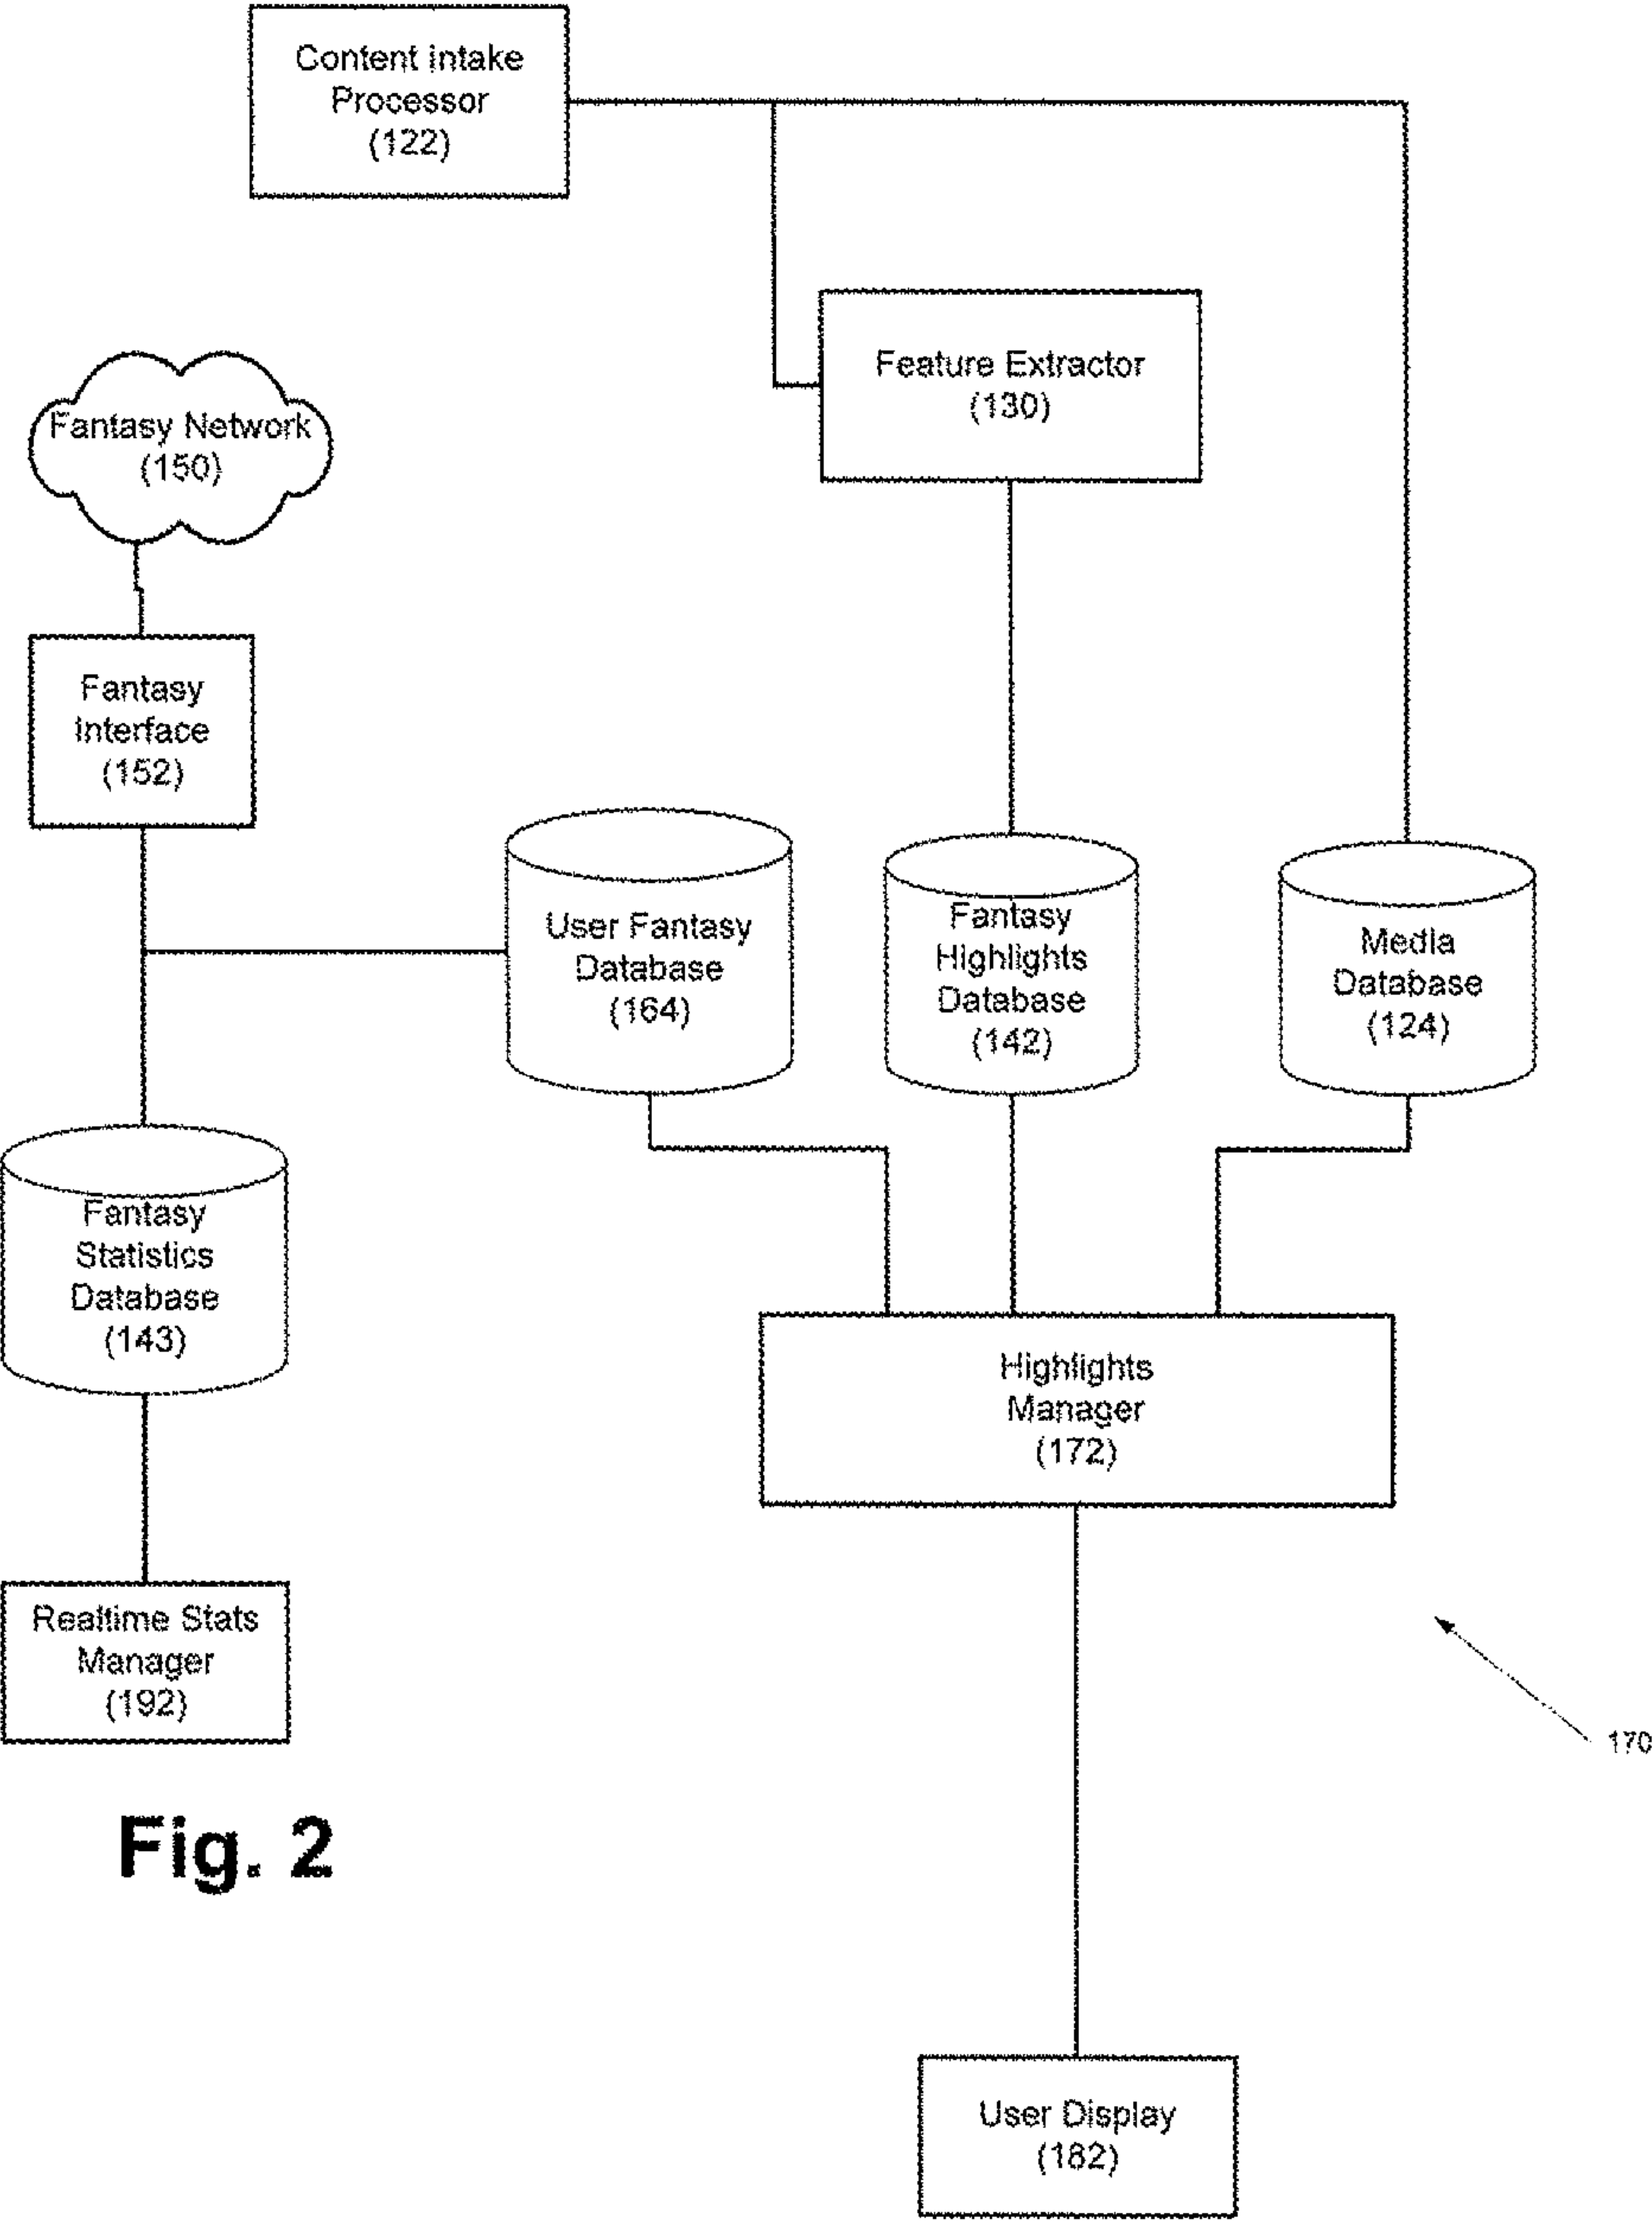 Content Intake
Processor
(122)
Feature Extractor
(130)
Fantasy Network
(150)
Fantasy
Interface
(152)
User Fantasy
Database
(164)
Fantasy
Highlights
Database
(142)
Media
Database
(124)
Fantasy
Statistics
Database
(143)
Highlights
Manager
(172)
Realtime Stats
Manager
(192)
170
Fig. 2
User Display
(182)